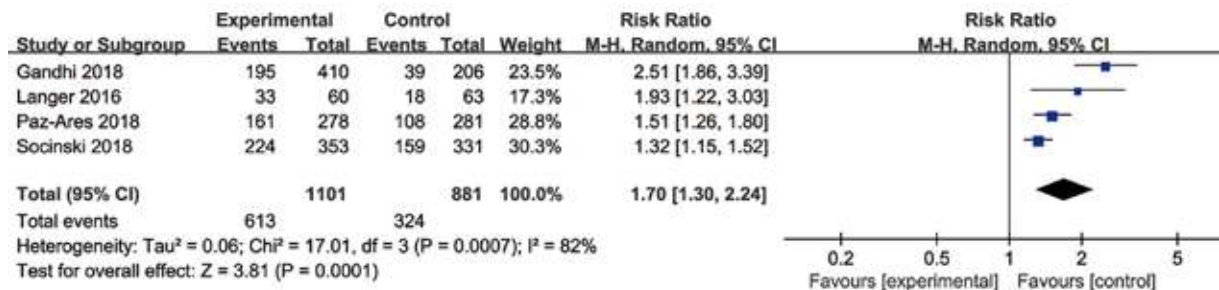 Experimental Control Risk Ratio Risk Ratio
Study or Subgroup Events Total Events Total Weight M-H, Random, 95% CI M-H, Random, 95% CI
Gandhi 2018 195 410 39 206 23.5% 2.51 [1.86, 3.39]
Langer 2016 33 60 18 63 17.3% 1.93 [1.22, 3.03]
Paz-Ares 2018 161 278 108 281 28.8% 1.51 [1.26, 1.80]
Socinski 2018 224 353 159 331 30.3% 1.32 [1.15, 1.52]
Total (95% CI) 1101 881 100.0% 1.70 [1.30, 2.24]
Total events 613 324
Heterogeneity: Tau² = 0.06; Chi² = 17.01, df = 3 (P = 0.0007); I² = 82%
Test for overall effect: Z = 3.81 (P = 0.0001)
0.2 0.5 1 2 5
Favours [experimental] Favours [control]